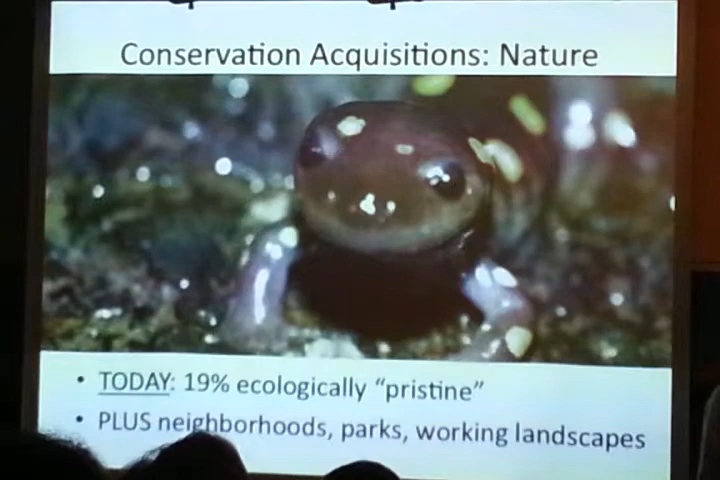 Conservation Acquisitions: Nature
• TODAY: 19% ecologically “pristine”
• PLUS neighborhoods, parks, working landscapes